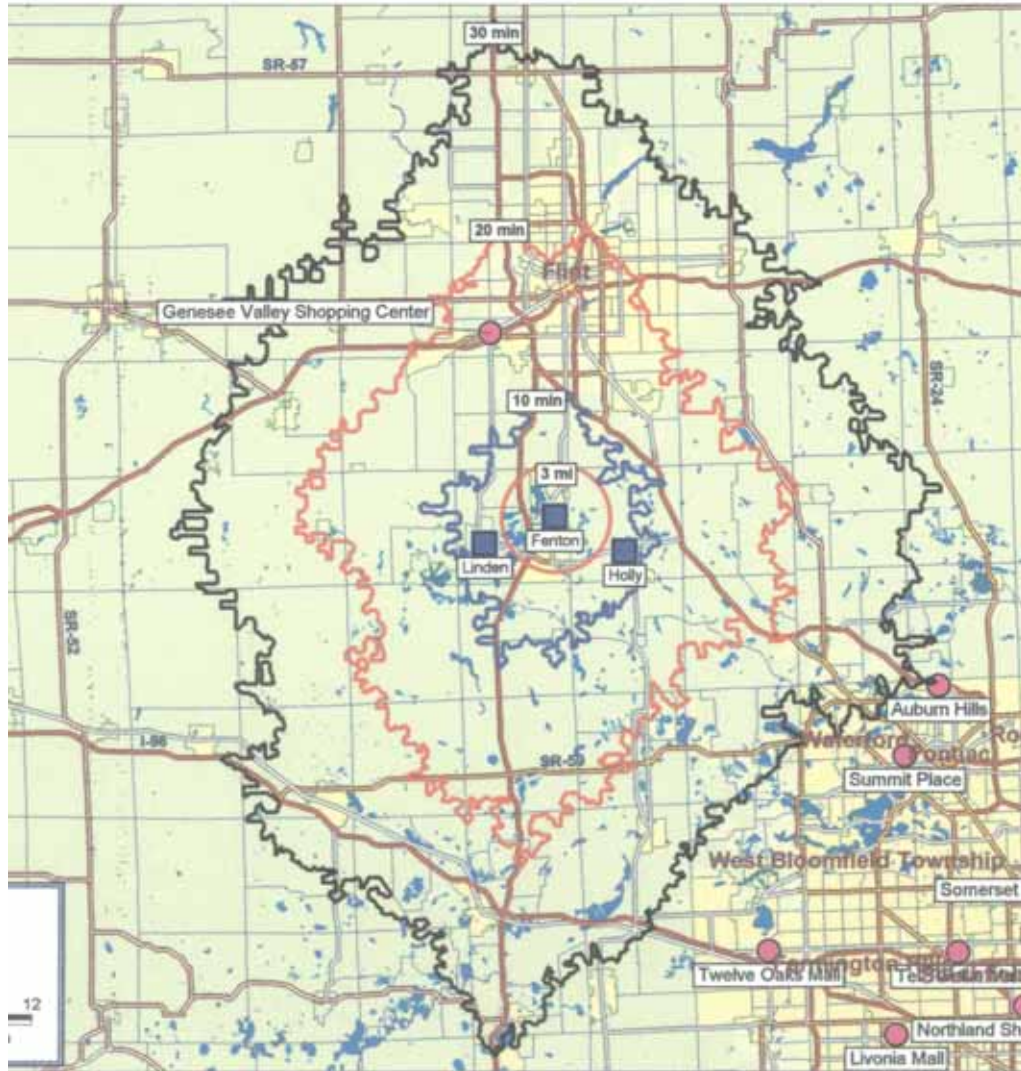 30 min
SR-57
20 min
Flint
Genesee Valley Shopping Center
SR-24
10 min
3 mi
Fenton
Linden
Holly
SR-52
Auburn Hills
I-96
Waterford
Pontiac
SR-59
Summit Place
West Bloomfield Township
Somerset
Twelve Oaks Mall
12
Northland Sh
Livonia Mall